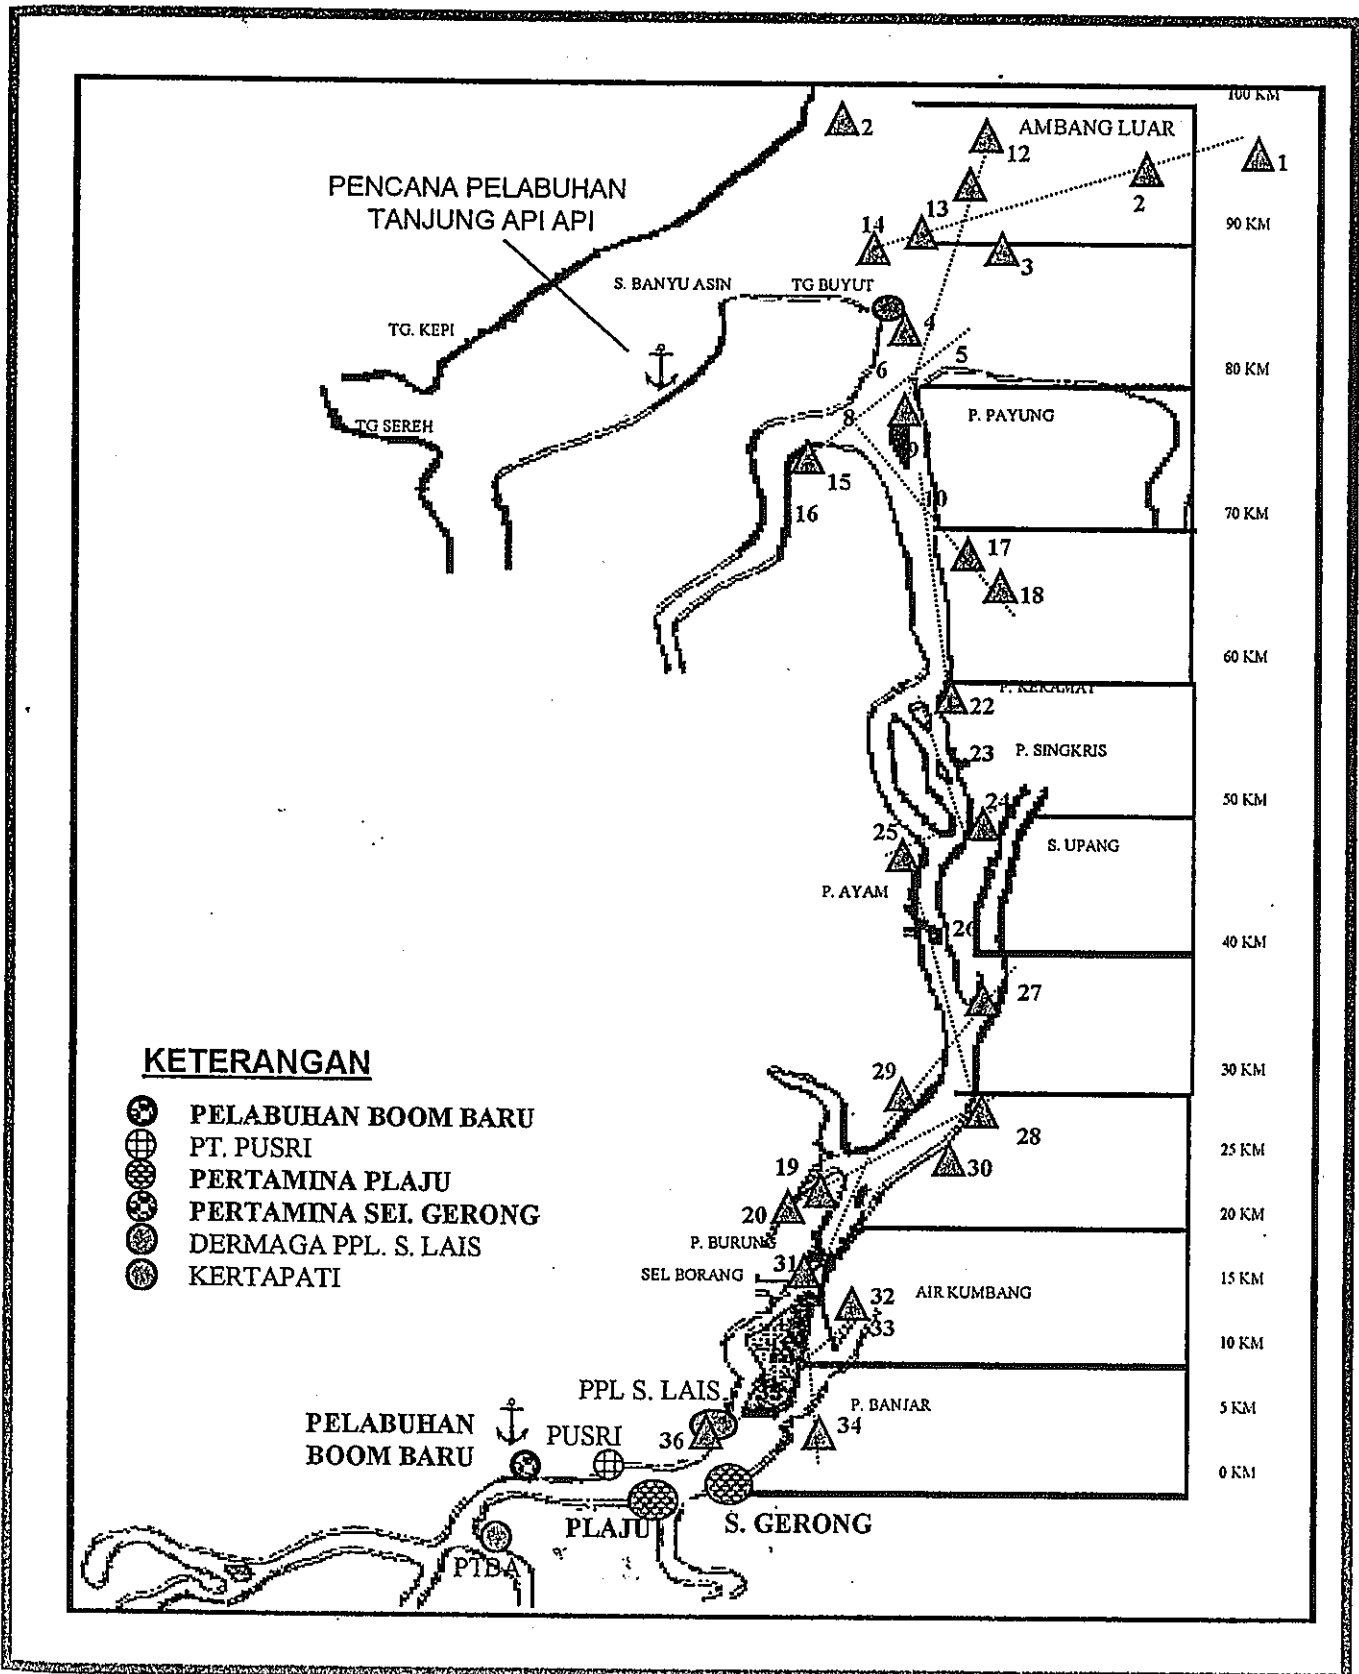 100 KM
2
AMBANG LUAR
12
1
PENCANA PELABUHAN
TANJUNG API API
2
13
14
90 KM
3
S. BANYU ASIN
TG BUYUT
4
TG. KEPI
5
6
80 KM
8
P. PAYUNG
TG SEREH
9
15
10
16
70 KM
17
18
60 KM
P. KEKAMAT
22
23
P. SINGKRIS
24
50 KM
25
S. UPANG
P. AYAM
26
40 KM
27
KETERANGAN
29
30 KM
PELABUHAN BOOM BARU
28
PT. PUSRI
25 KM
19
30
PERTAMINA PLAJU
PERTAMINA SEI. GERONG
20
20 KM
DERMAGA PPL. S. LAIS
P. BURUNG
31
KERTAPATI
SEL BORANG
15 KM
32
AIR KUMBANG
33
10 KM
PPL S. LAIS
P. BANJAR
5 KM
PELABUHAN
BOOM BARU
PUSRI
36
34
0 KM
PLAJU
S. GERONG
PTBA